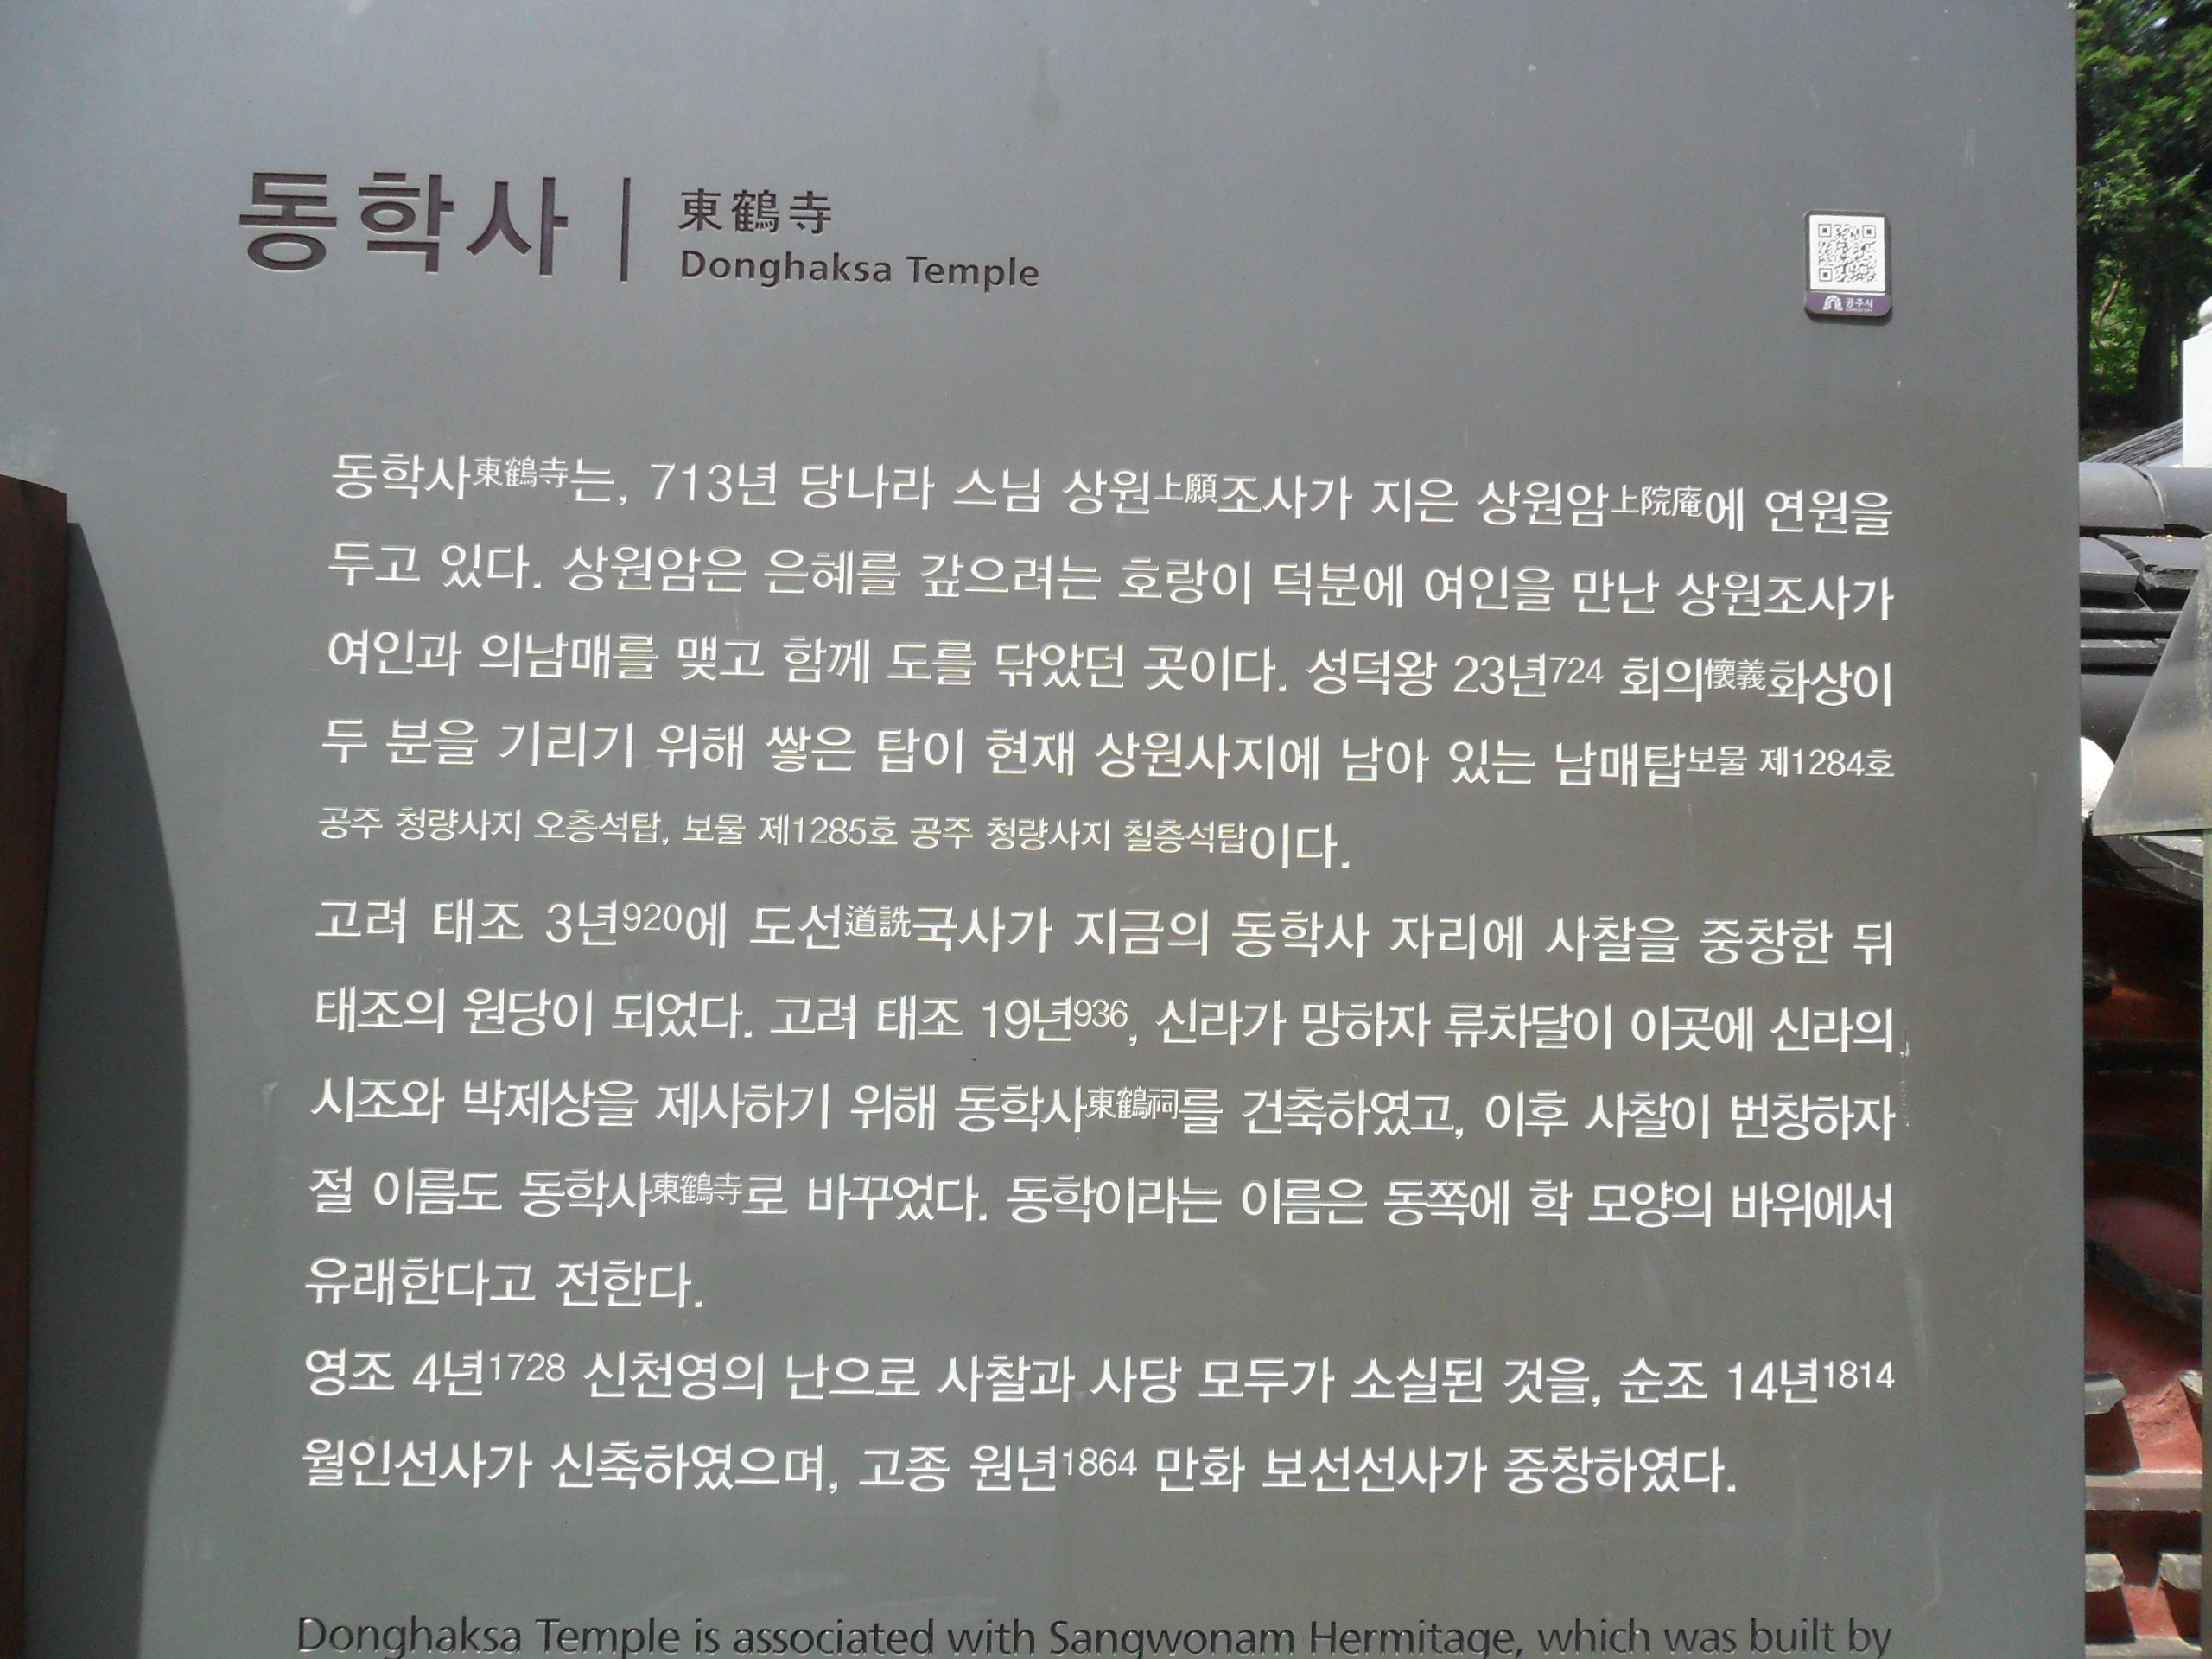 동학사
東鶴寺
Donghaksa Temple
공주시
동학사東鶴寺는, 713년 당나라 스님 상원上願조사가 지은 상원암上院庵에 연원을
두고 있다. 상원암은 은혜를 갚으려는 호랑이 덕분에 여인을 만난 상원조사가
여인과 의남매를 맺고 함께 도를 닦았던 곳이다. 성덕왕 23년724 회의懷義화상이
두 분을 기리기 위해 쌓은 탑이 현재 상원사지에 남아 있는 남매탑보물 제1284호
공주 청량사지 오층석탑, 보물 제1285호 공주 청량사지 칠층석탑이다.
고려 태조 3년920에 도선道詵국사가 지금의 동학사 자리에 사찰을 중창한 뒤
태조의 원당이 되었다. 고려 태조 19년936, 신라가 망하자 류차달이 이곳에 신라의
시조와 박제상을 제사하기 위해 동학사東鶴祠를 건축하였고, 이후 사찰이 번창하자
절 이름도 동학사東鶴寺로 바꾸었다. 동학이라는 이름은 동쪽에 학 모양의 바위에서
유래한다고 전한다.
영조 4년1728 신천영의 난으로 사찰과 사당 모두가 소실된 것을, 순조 14년1814
월인선사가 신축하였으며, 고종 원년1864 만화 보선선사가 중창하였다.
Donghaksa Temple is associated with Sangwonam Hermitage, which was built by